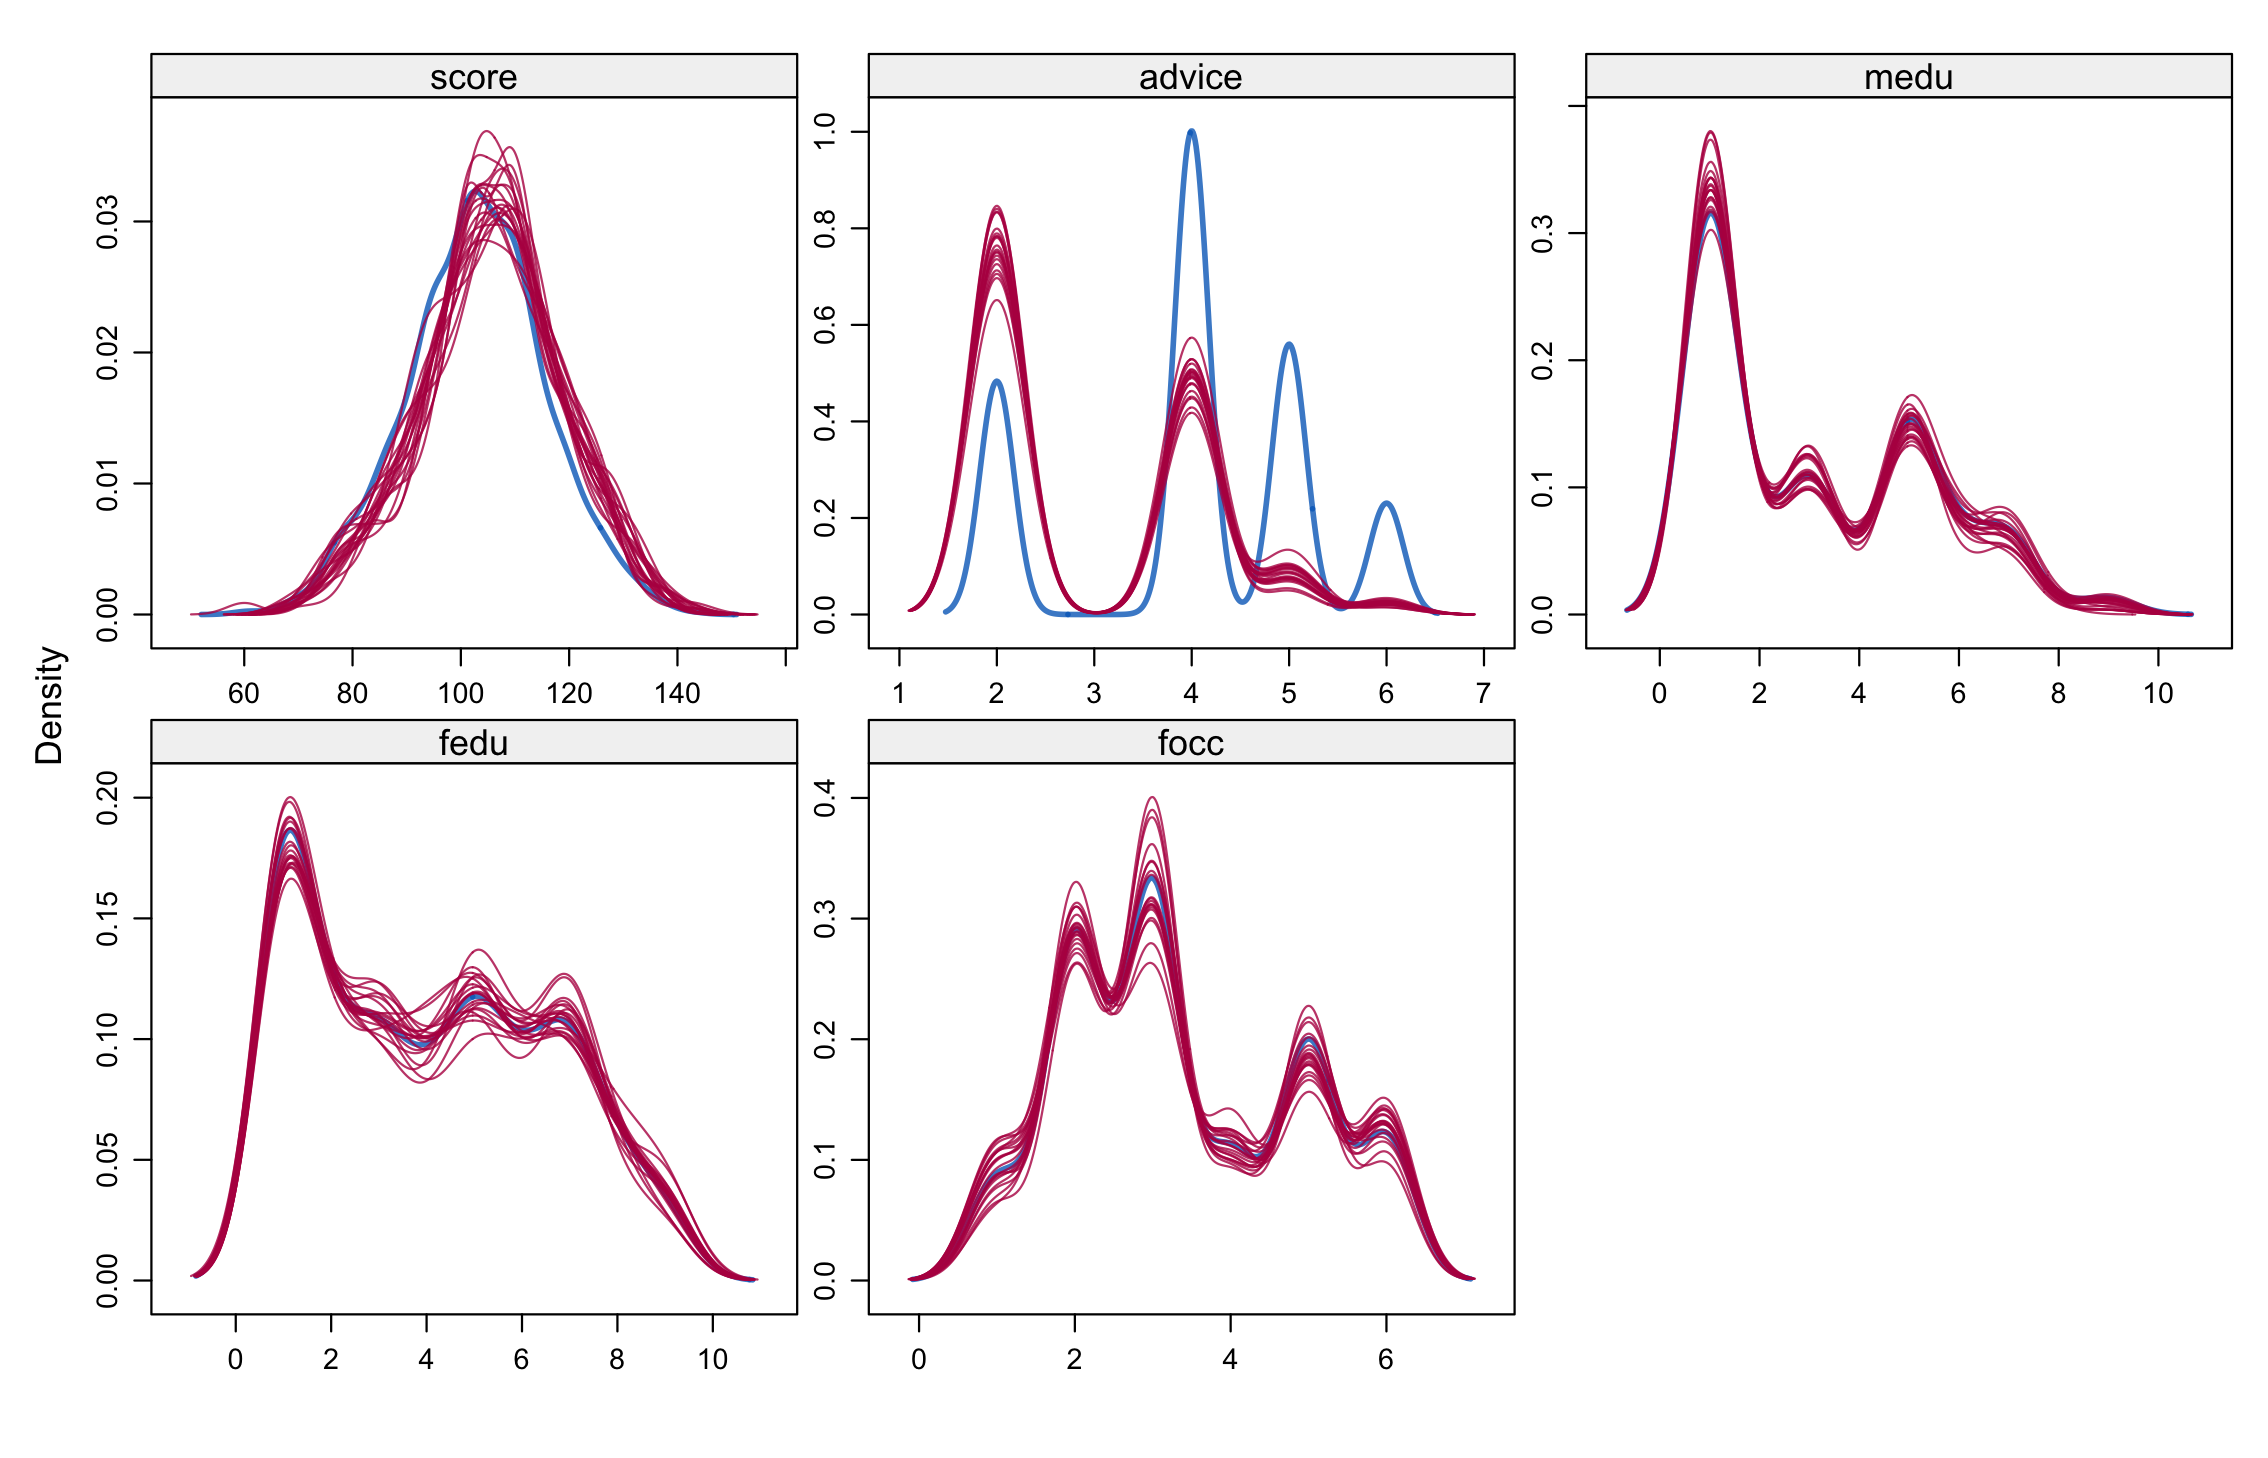 score
advice
medu
0.00 0.01 0.02 0.03
0.0 0.2 0.4 0.6 0.8 1.0
0.0 0.1 0.2 0.3
60 80 100 120 140
1 2 3 4 5 6 7
0 2 4 6 8 10
Density
fedu
focc
0.00 0.05 0.10 0.15 0.20
0.0 0.1 0.2 0.3 0.4
0 2 4 6 8 10
0 2 4 6